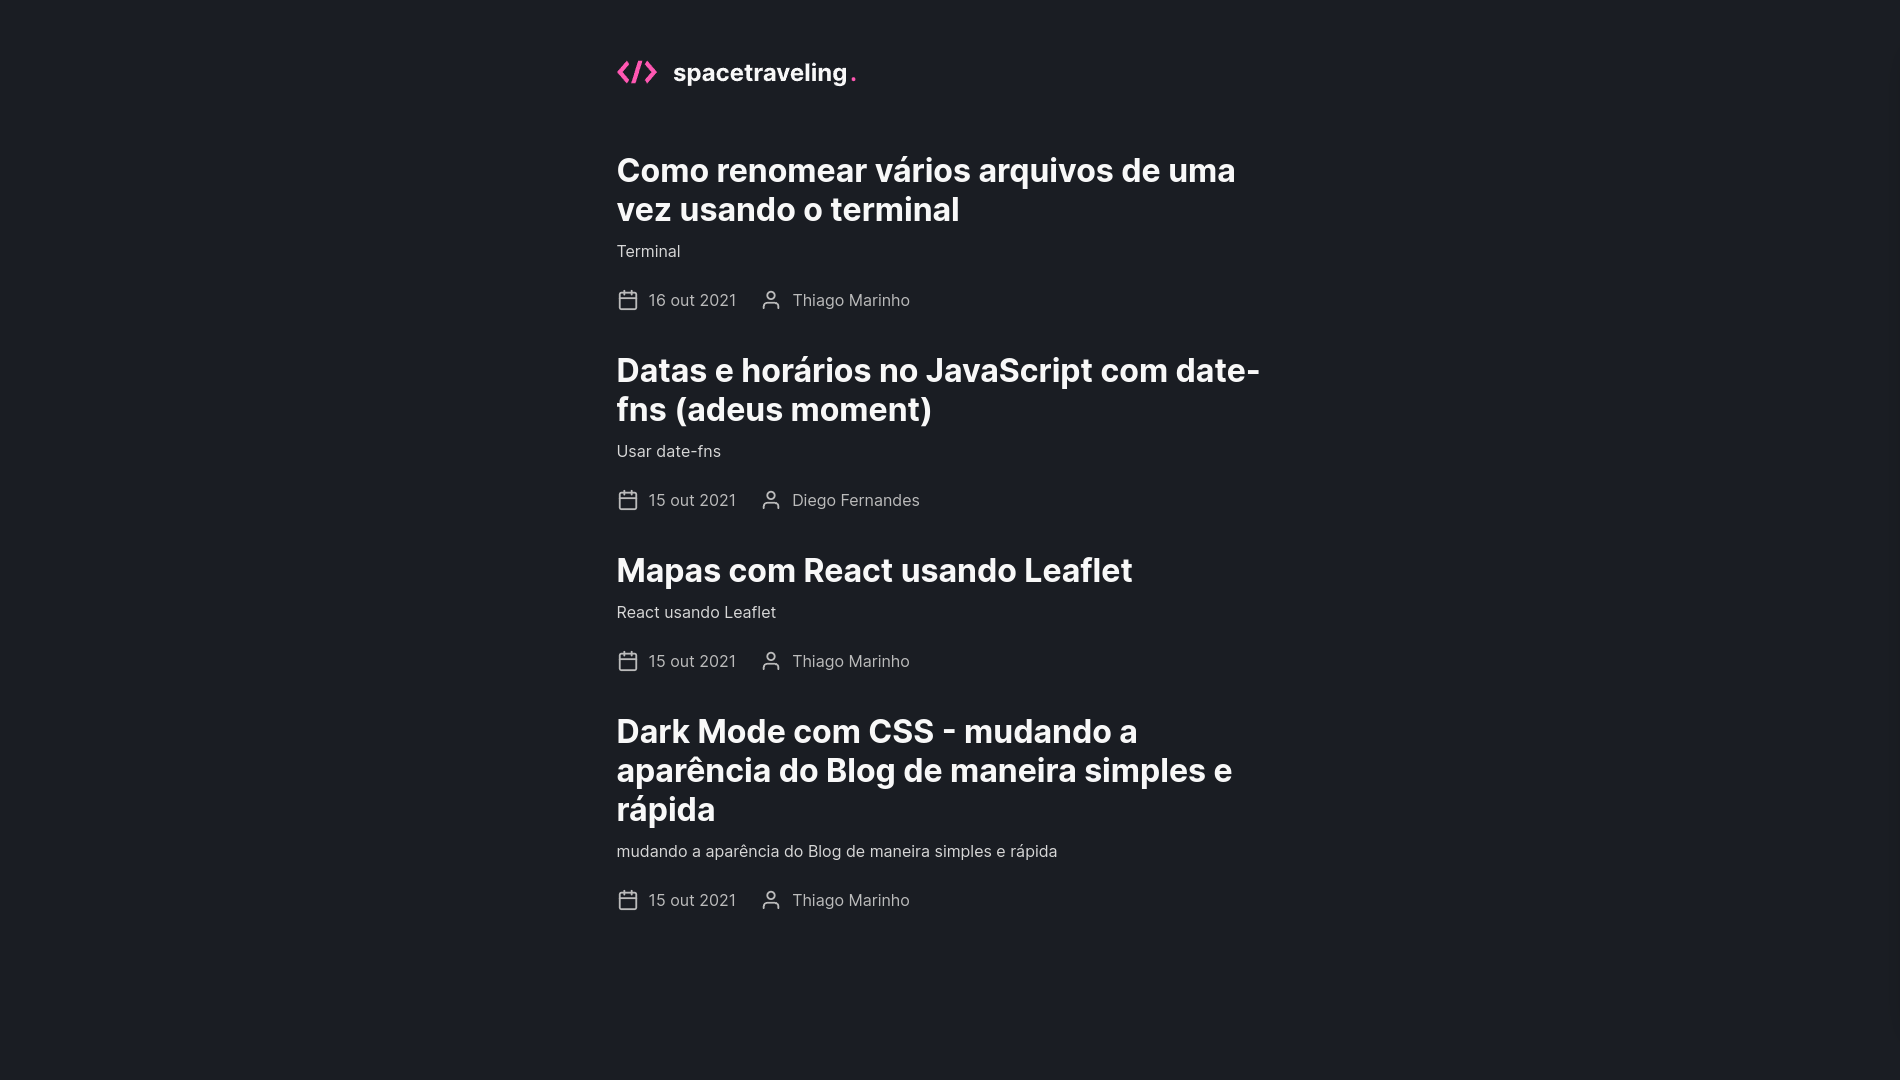 </> spacetraveling.
Como renomear vários arquivos de uma
vez usando o terminal
Terminal
16 out 2021 Thiago Marinho
Datas e horários no JavaScript com date-
fns (adeus moment)
Usar date-fns
15 out 2021 Diego Fernandes
Mapas com React usando Leaflet
React usando Leaflet
15 out 2021 Thiago Marinho
Dark Mode com CSS - mudando a
aparência do Blog de maneira simples e
rápida
mudando a aparência do Blog de maneira simples e rápida
15 out 2021 Thiago Marinho